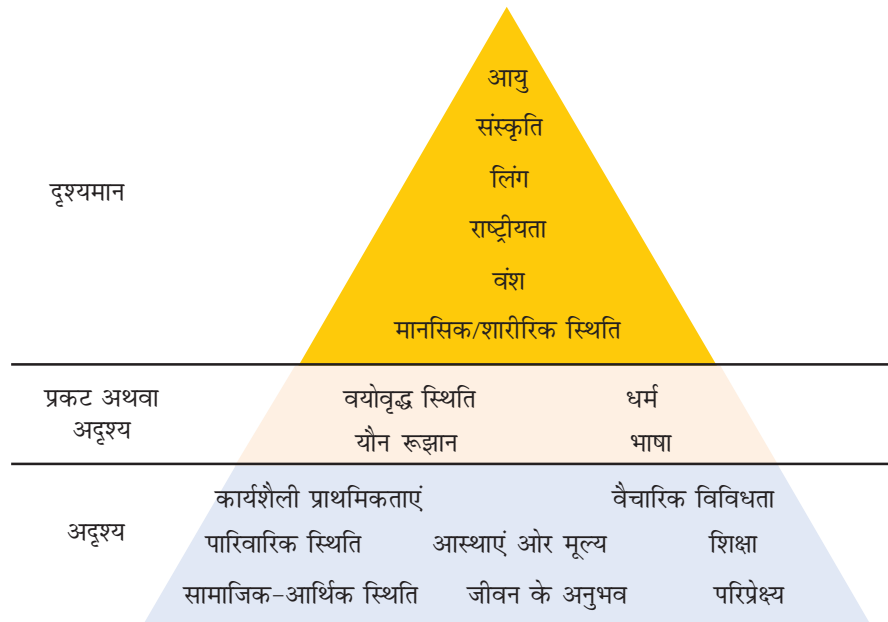 आयु
संस्कृति
लिंग
दृश्यमान
राष्ट्रीयता
वंश
मानसिक/शारीरिक स्थिति
प्रकट अथवा
अदृश्य
वयोवृद्ध स्थिति धर्म
यौन रूझान भाषा
कार्यशैली प्राथमिकताएं वैचारिक विविधता
अदृश्य
पारिवारिक स्थिति आस्थाएं ओर मूल्य शिक्षा
सामाजिक-आर्थिक स्थिति जीवन के अनुभव परिप्रेक्ष्य